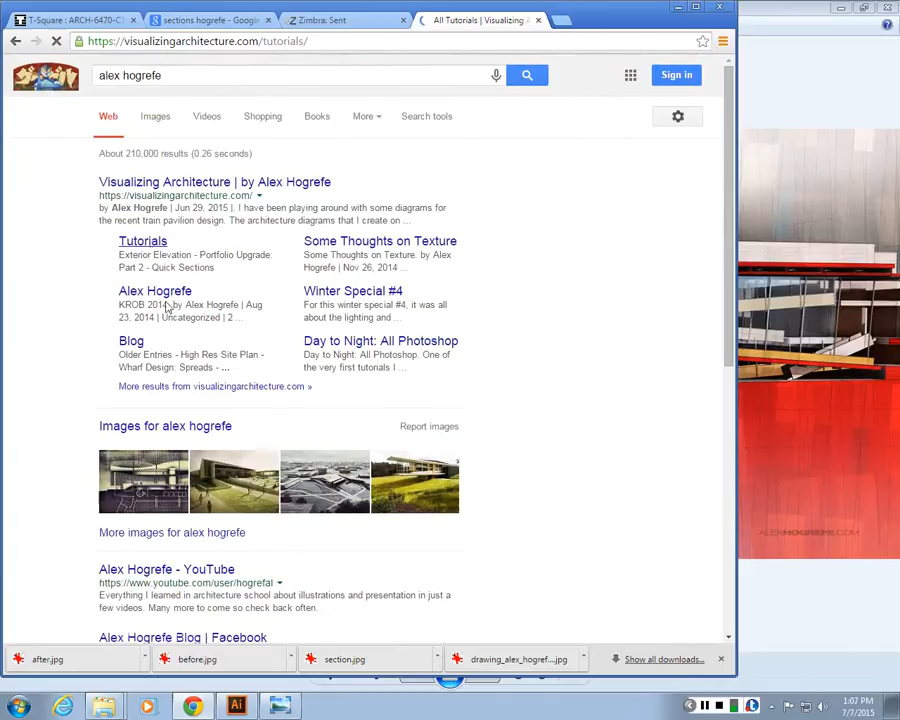 T-Square : ARCH-6470-C
sections hogrefe - Google
Zimbra: Sent
All Tutorials | Visualizing
https://visualizingarchitecture.com/tutorials/
alex hogrefe
Sign in
Web Images Videos Shopping Books More Search tools
About 210,000 results (0.26 seconds)
Visualizing Architecture | by Alex Hogrefe
https://visualizingarchitecture.com/
by Alex Hogrefe | Jun 29, 2015 |. I have been playing around with some diagrams for
the recent train pavilion design. The architecture diagrams that I create on ...
Tutorials
Exterior Elevation - Portfolio Upgrade:
Part 2 - Quick Sections
Some Thoughts on Texture
Some Thoughts on Texture. by Alex
Hogrefe | Nov 26, 2014 ...
Alex Hogrefe
KROB 2014. by Alex Hogrefe | Aug
23, 2014 | Uncategorized | 2 ...
Winter Special #4
For this winter special #4, it was all
about the lighting and ...
Blog
Older Entries - High Res Site Plan -
Wharf Design: Spreads - ...
Day to Night: All Photoshop
Day to Night: All Photoshop. One of
the very first tutorials I ...
More results from visualizingarchitecture.com »
Images for alex hogrefe
Report images
More images for alex hogrefe
Alex Hogrefe - YouTube
https://www.youtube.com/user/hogrefal
Everything I learned in architecture school about illustrations and presentation in just a
few videos. Many more to come so check back often.
Alex Hogrefe Blog | Facebook
ALEXHOGREFE.COM
after.jpg
before.jpg
section.jpg
drawing_alex_hogref....jpg
Show all downloads...
Ai
1:07 PM
7/7/2015